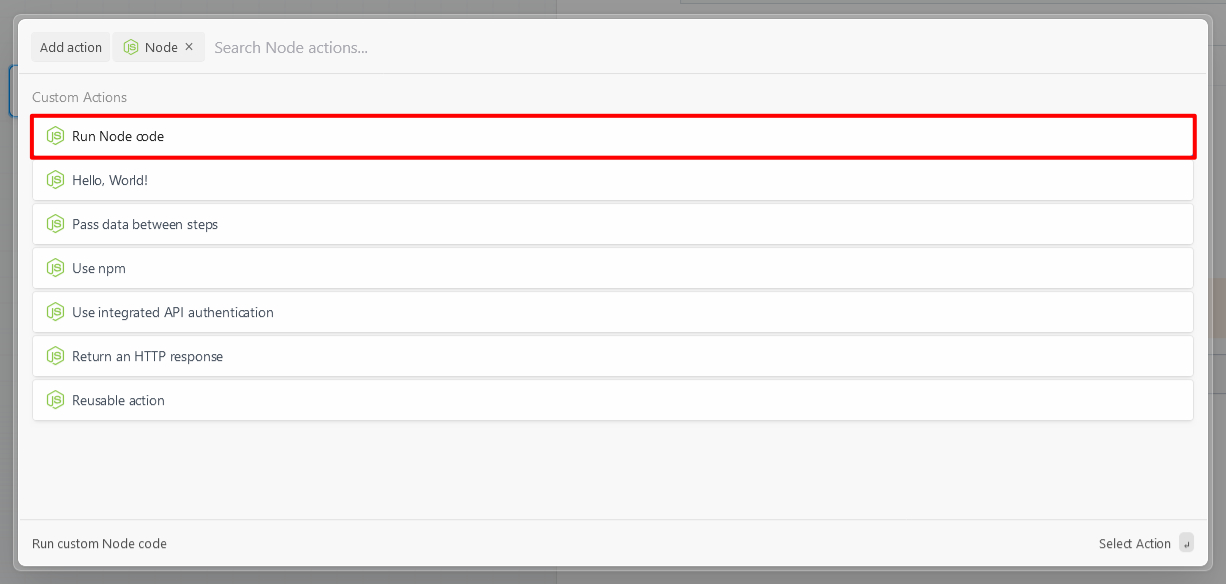 Add action Node × Search Node actions...
Custom Actions
Run Node code
Hello, World!
Pass data between steps
Use npm
Use integrated API authentication
Return an HTTP response
Reusable action
Run custom Node code Select Action ↵